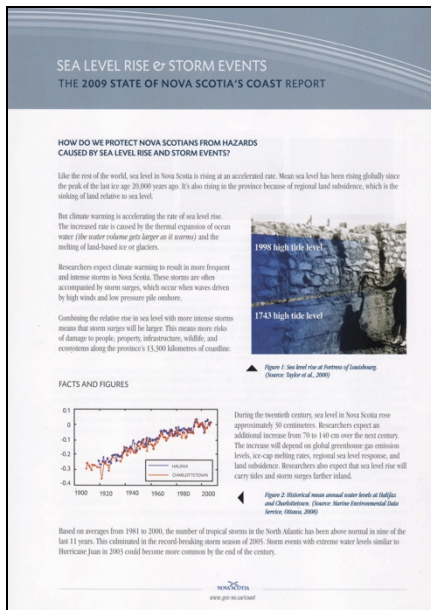 SEA LEVEL RISE & STORM EVENTS
THE 2009 STATE OF NOVA SCOTIA'S COAST REPORT
HOW DO WE PROTECT NOVA SCOTIANS FROM HAZARDS
CAUSED BY SEA LEVEL RISE AND STORM EVENTS?
Like the rest of the world, sea level in Nova Scotia is rising at an accelerated rate. Mean sea level has been rising globally since
the peak of the last ice age 20,000 years ago. It's also rising in the province because of regional land subsidence, which is the
sinking of land relative to sea level.
But climate warming is accelerating the rate of sea level rise.
The increased rate is caused by the thermal expansion of ocean
water (the water volume gets larger as it warms) and the
melting of land-based ice or glaciers.
Researchers expect climate warming to result in more frequent
and intense storms in Nova Scotia. These storms are often
accompanied by storm surges, which occur when waves driven
by high winds and low pressure pile onshore.
Combining the relative rise in sea level with more intense storms
means that storm surges will be larger. This means more risks
of damage to people, property, infrastructure, wildlife, and
ecosystems along the province's 13,300 kilometres of coastline.
1998 high tide level
1743 high tide level
Figure 1: Sea level rise at Fortress of Louisbourg.
(Source: Taylor et al., 2000)
FACTS AND FIGURES
0.1
0
-0.1
-0.2
-0.3
-0.4
1900 1920 1940 1960 1980 2000
HALIFAX
CHARLOTTETOWN
During the twentieth century, sea level in Nova Scotia rose
approximately 30 centimetres. Researchers expect an
additional increase from 70 to 140 cm over the next century.
The increase will depend on global greenhouse gas emission
levels, ice-cap melting rates, regional sea level response, and
land subsidence. Researchers also expect that sea level rise will
carry tides and storm surges farther inland.
Figure 2: Historical mean annual water levels at Halifax
and Charlottetown. (Source: Marine Environmental Data
Service, Ottawa, 2008)
Based on averages from 1981 to 2000, the number of tropical storms in the North Atlantic has been above normal in nine of the
last 11 years. This culminated in the record-breaking storm season of 2005. Storm events with extreme water levels similar to
Hurricane Juan in 2003 could become more common by the end of the century.
NOVA SCOTIA
www.gov.ns.ca/coast